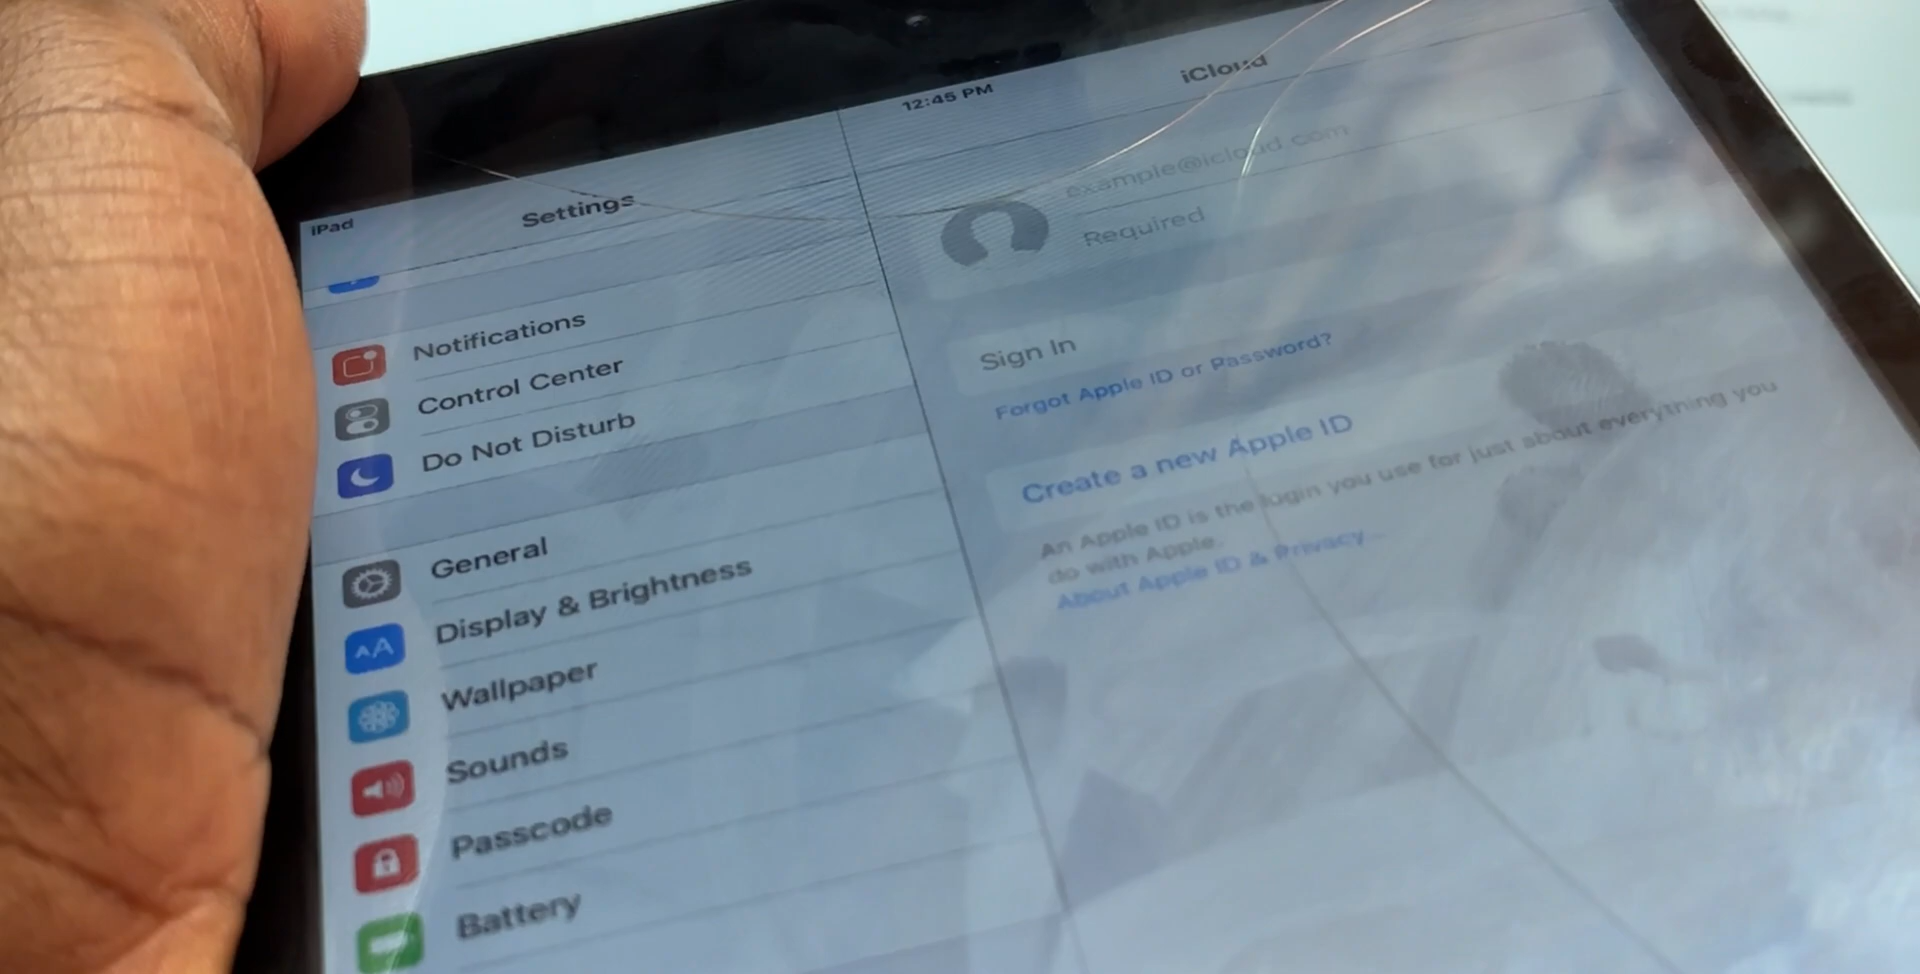 iPad
12:45 PM
Settings
Notifications
Control Center
Do Not Disturb
General
Display & Brightness
AA
Wallpaper
Sounds
Passcode
Battery
iCloud
example@icloud.com
Required
Sign In
Forgot Apple ID or Password?
Create a new Apple ID
An Apple ID is the login you use for just about everything you
do with Apple.
About Apple ID & Privacy...